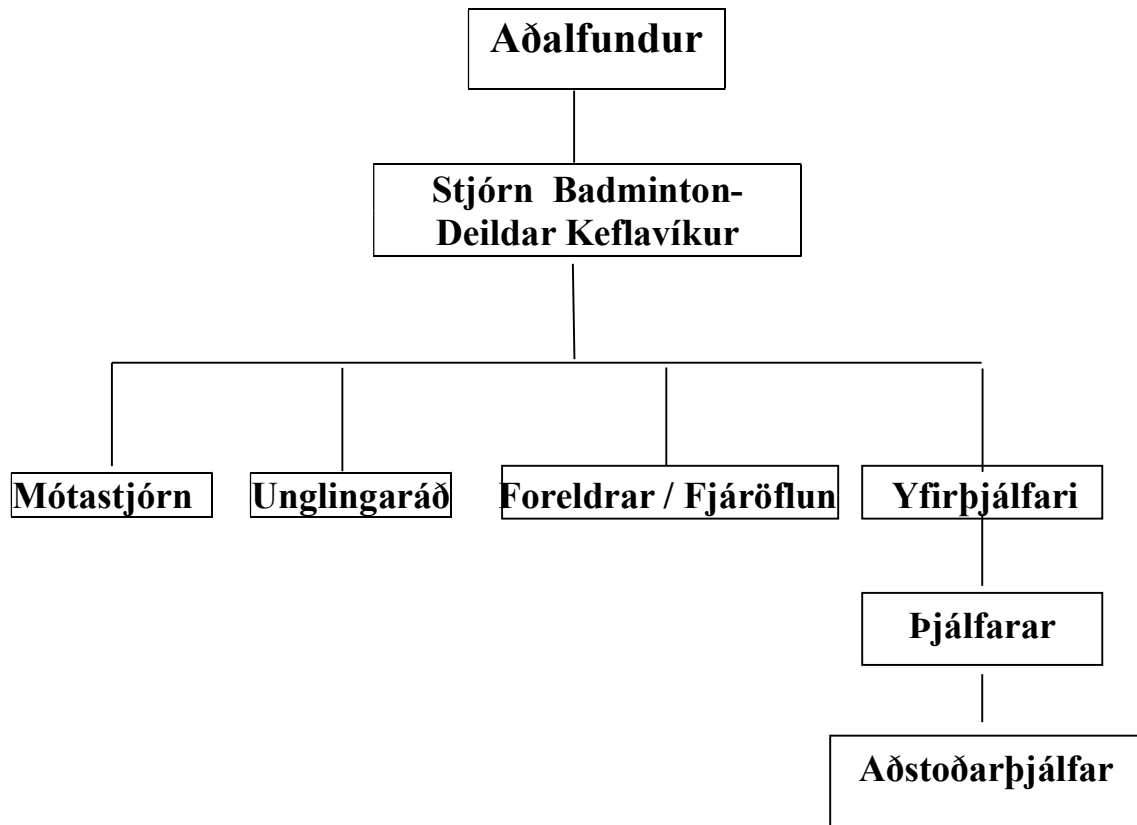 Aðalfundur
Stjórn Badminton-
Deildar Keflavíkur
Mótastjórn
Unglingaráð
Foreldrar / Fjáröflun
Yfirþjálfari
Þjálfarar
Aðstoðarþjálfar